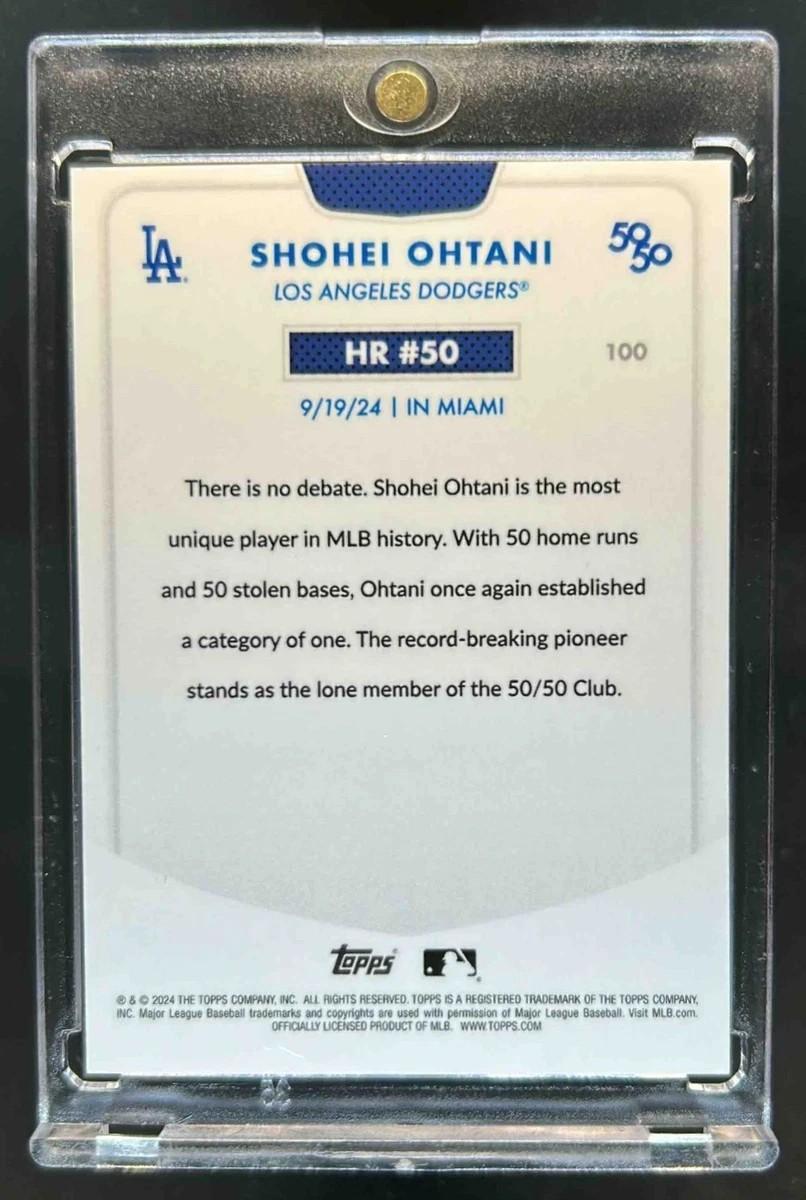 LA
SHOHEI OHTANI
50/50
LOS ANGELES DODGERS®
HR #50
100
9/19/24 | IN MIAMI
There is no debate. Shohei Ohtani is the most
unique player in MLB history. With 50 home runs
and 50 stolen bases, Ohtani once again established
a category of one. The record-breaking pioneer
stands as the lone member of the 50/50 Club.
Topps®
® & © 2024 THE TOPPS COMPANY, INC. ALL RIGHTS RESERVED. TOPPS IS A REGISTERED TRADEMARK OF THE TOPPS COMPANY,
INC. Major League Baseball trademarks and copyrights are used with permission of Major League Baseball. Visit MLB.com.
OFFICIALLY LICENSED PRODUCT OF MLB. WWW.TOPPS.COM